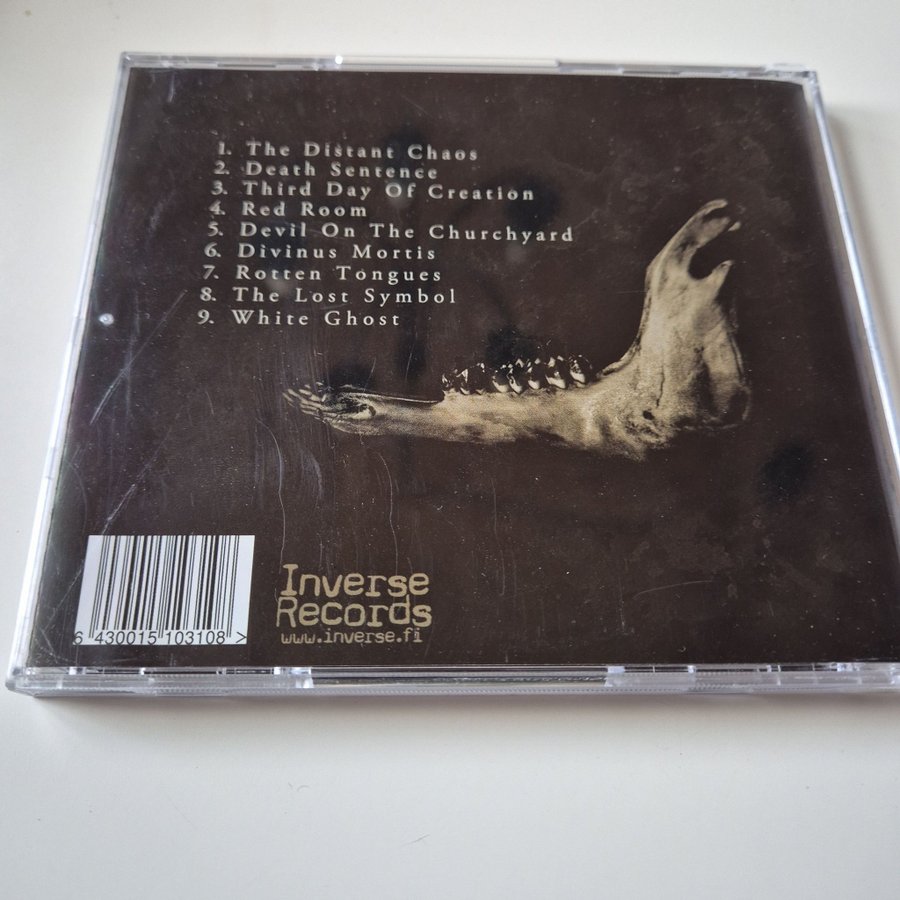 1. The Distant Chaos
2. Death Sentence
3. Third Day Of Creation
4. Red Room
5. Devil On The Churchyard
6. Divinus Mortis
7. Rotten Tongues
8. The Lost Symbol
9. White Ghost
Inverse
Records
www.inverse.fi
6 430015 103108 >